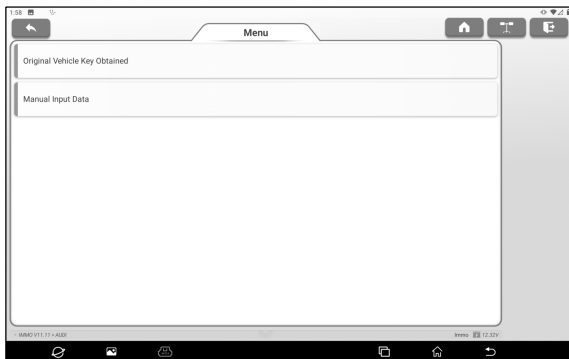 1:58
Menu
Original Vehicle Key Obtained
Manual Input Data
IMMO V11.11 • AUDI
Immo 12.32V